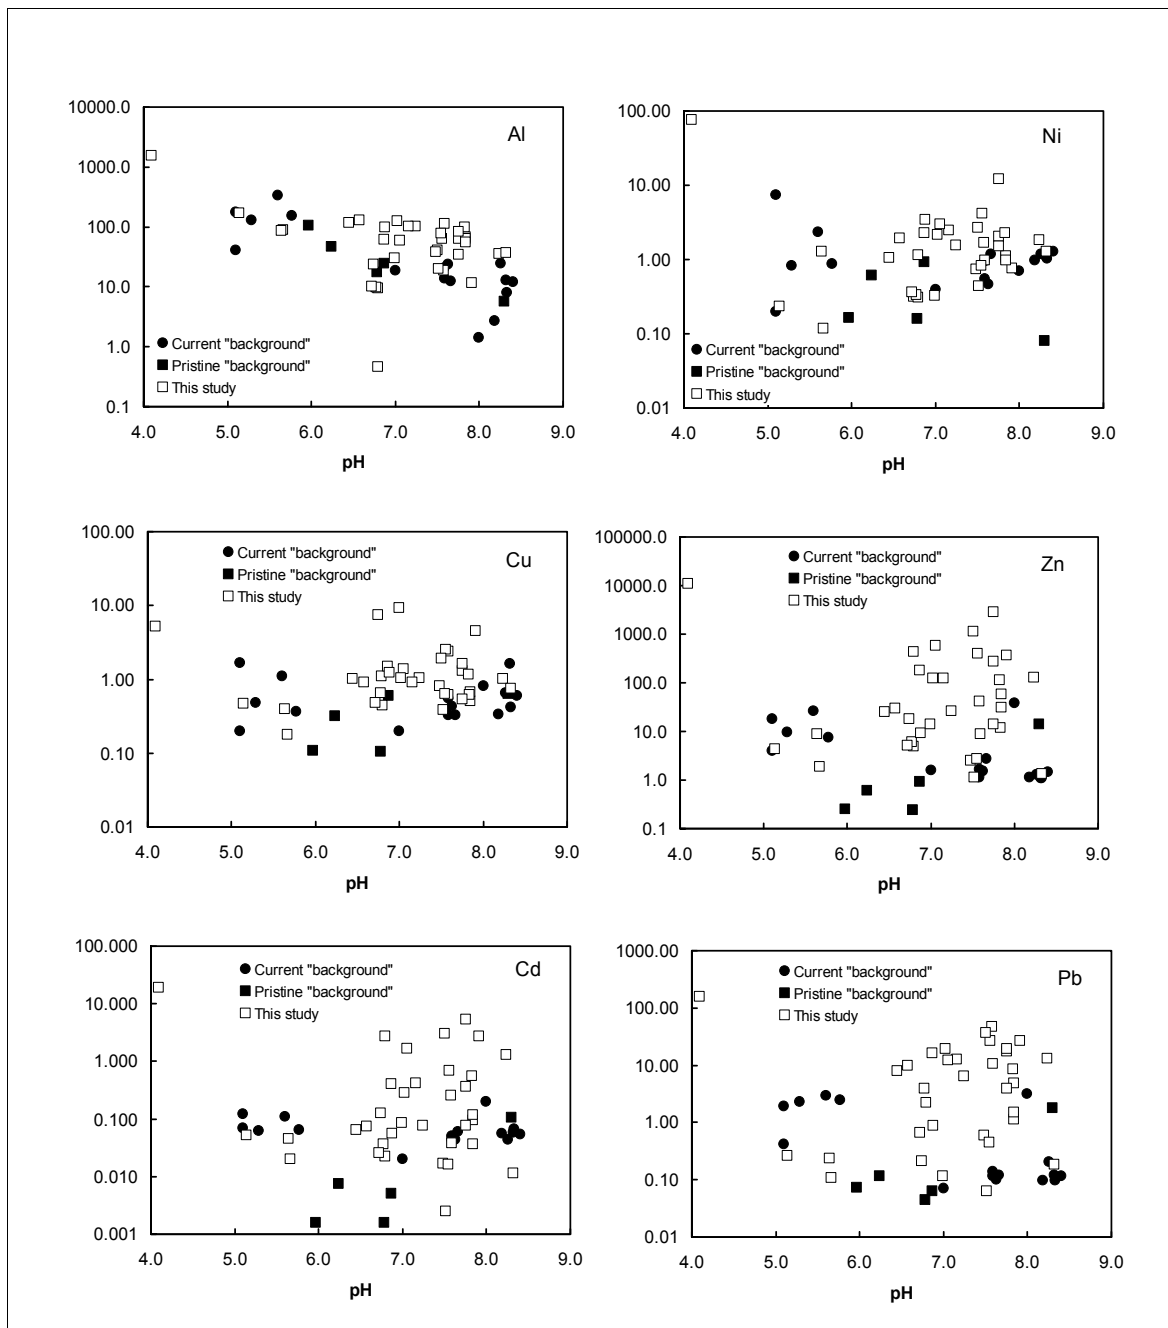 Al
10000.0
1000.0
100.0
10.0
1.0
0.1
Current "background"
Pristine "background"
This study
4.0 5.0 6.0 7.0 8.0 9.0
pH
Ni
100.00
10.00
1.00
0.10
0.01
Current "background"
Pristine "background"
This study
4.0 5.0 6.0 7.0 8.0 9.0
pH
Cu
100.00
10.00
1.00
0.10
0.01
Current "background"
Pristine "background"
This study
4.0 5.0 6.0 7.0 8.0 9.0
pH
Zn
100000.0
10000.0
1000.0
100.0
10.0
1.0
0.1
Current "background"
Pristine "background"
This study
4.0 5.0 6.0 7.0 8.0 9.0
pH
Cd
100.000
10.000
1.000
0.100
0.010
0.001
Current "background"
Pristine "background"
This study
4.0 5.0 6.0 7.0 8.0 9.0
pH
Pb
1000.00
100.00
10.00
1.00
0.10
0.01
Current "background"
Pristine "background"
This study
4.0 5.0 6.0 7.0 8.0 9.0
pH